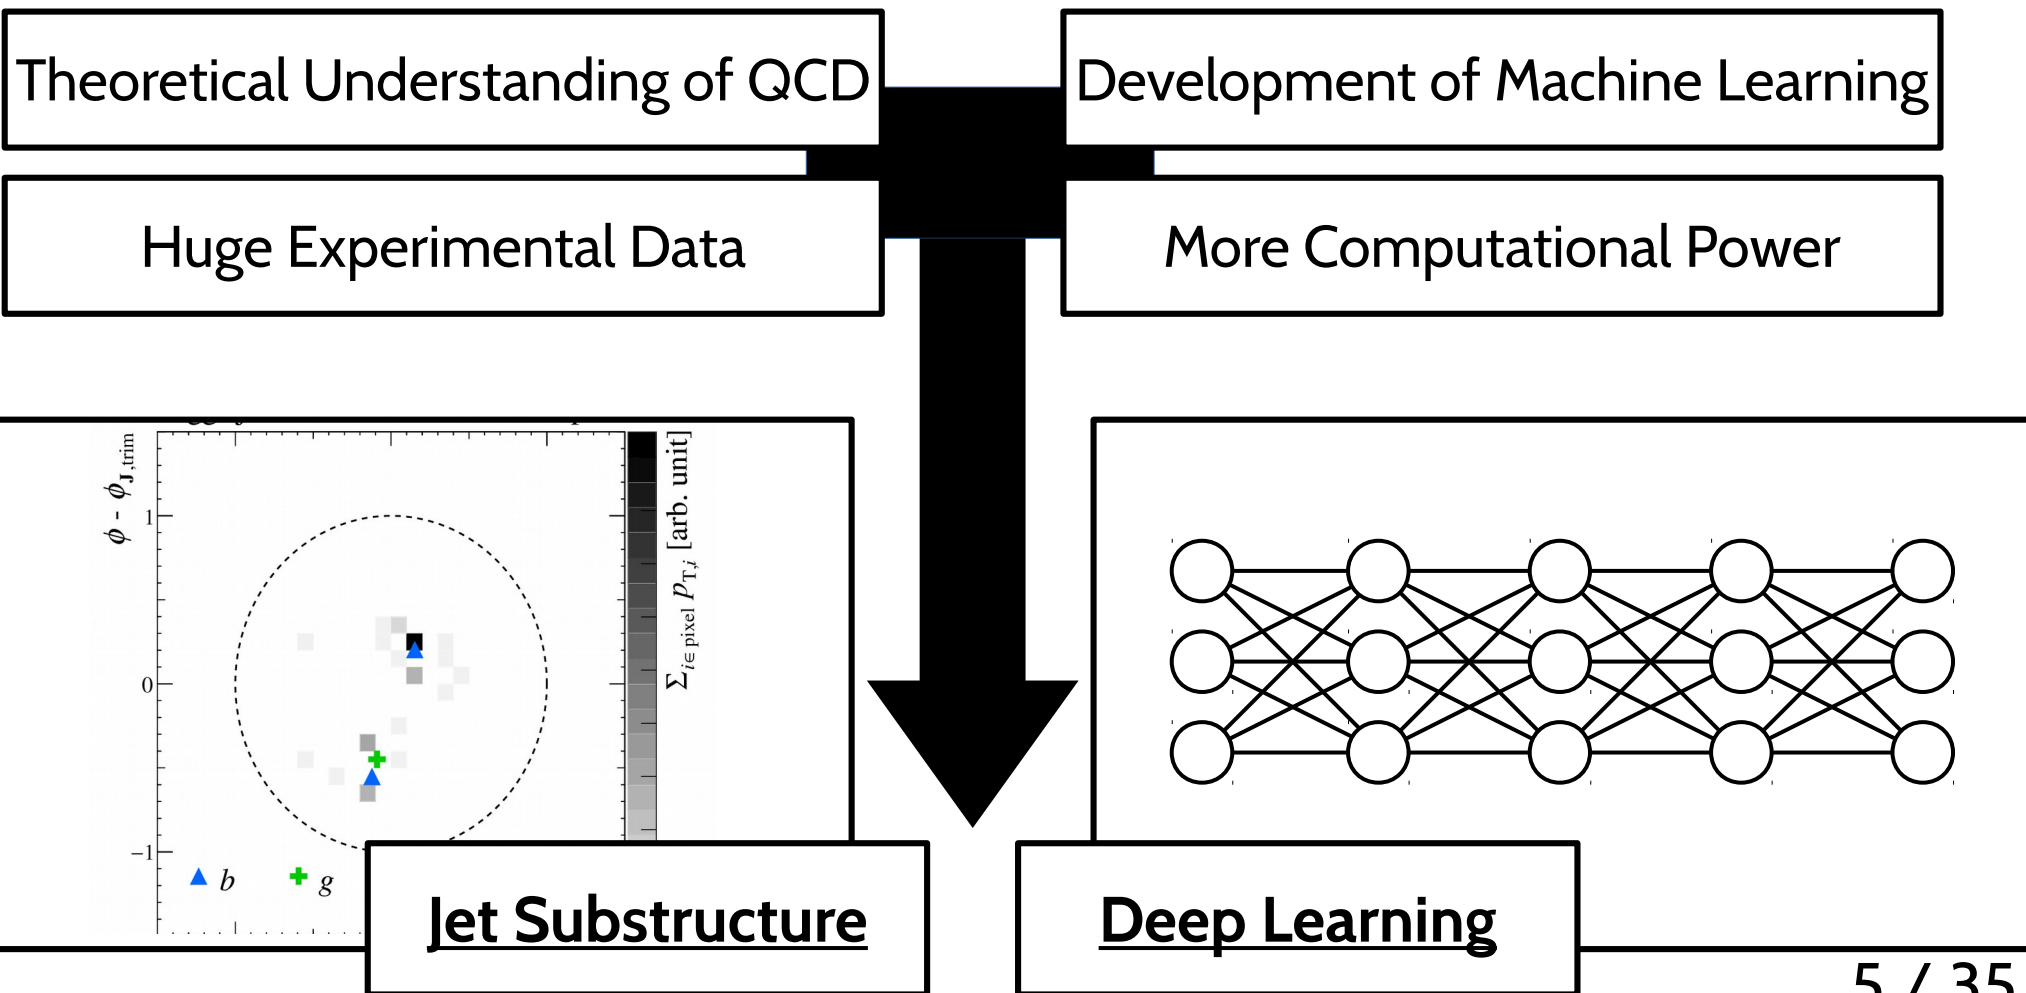 Theoretical Understanding of QCD
Development of Machine Learning
Huge Experimental Data
More Computational Power
ϕ - ϕJ,trim
1
0
−1
b
g
Σi∈ pixel pT,i [arb. unit]
Jet Substructure
Deep Learning
5 / 35